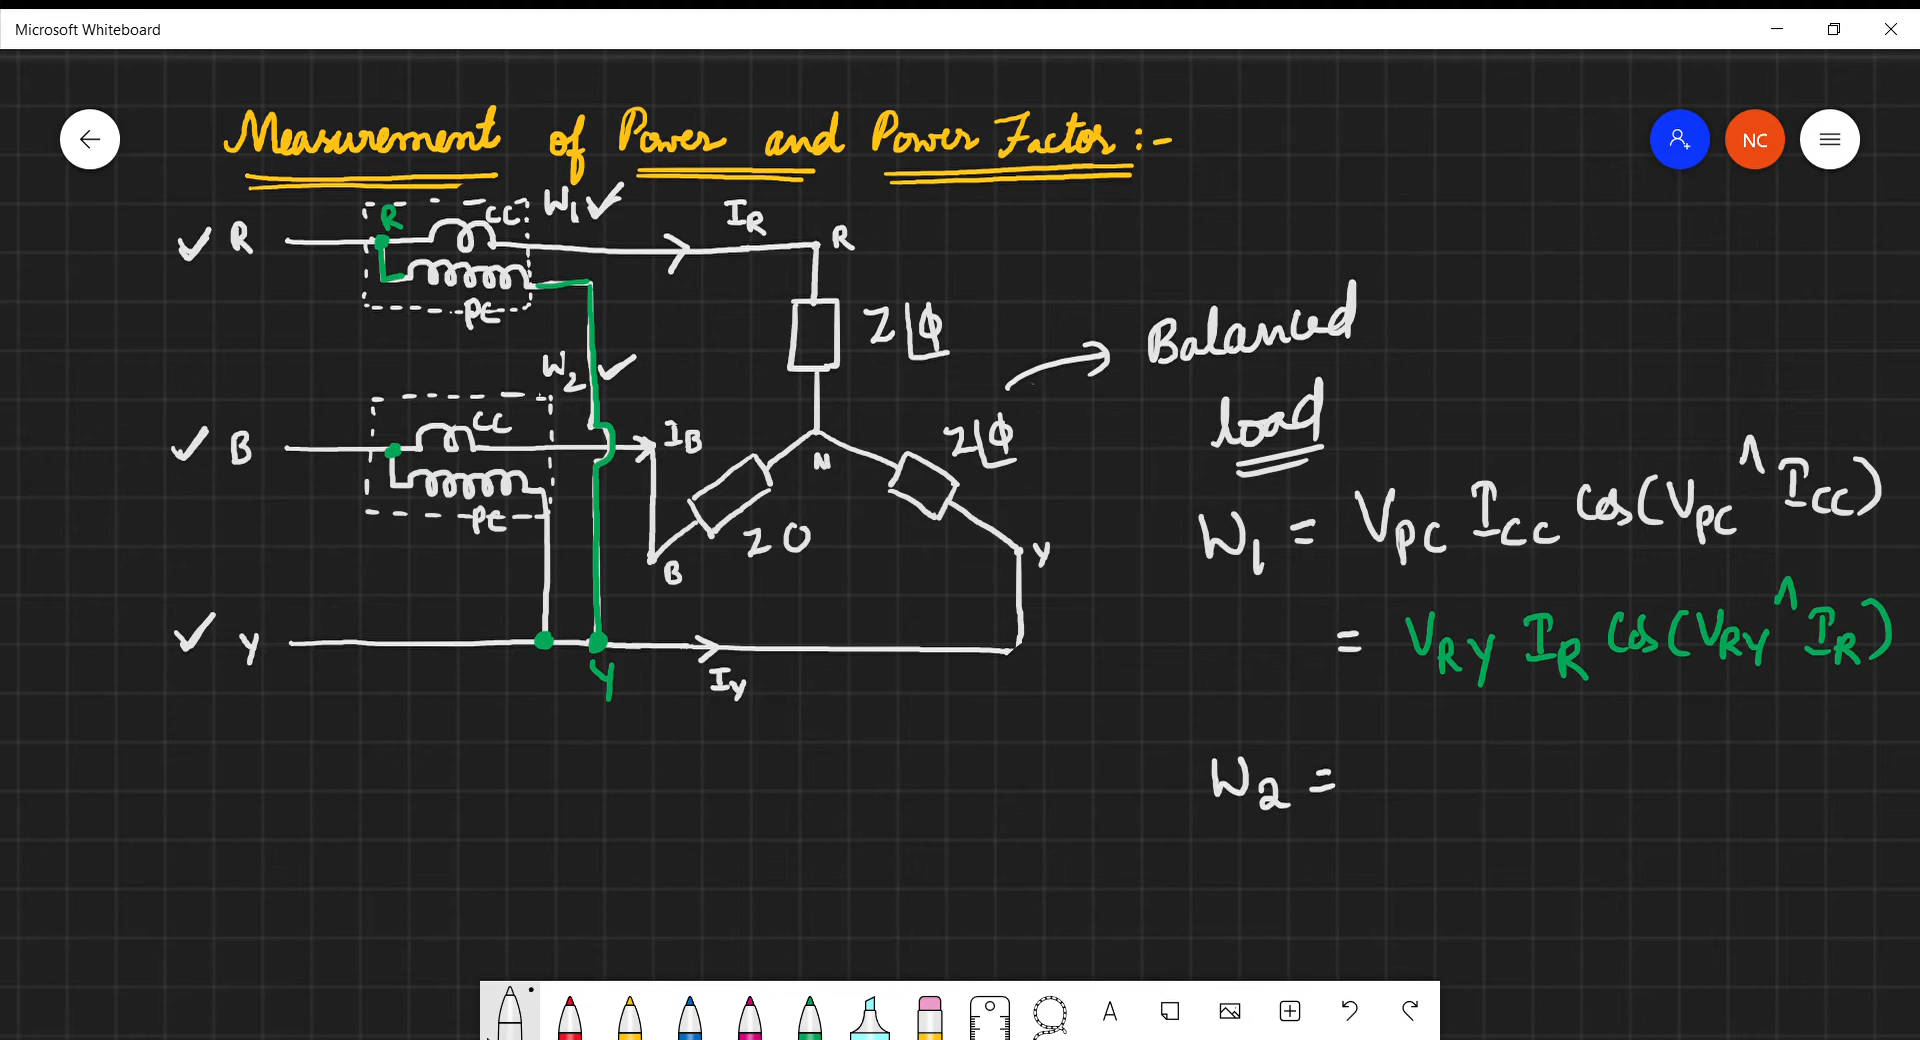 Microsoft Whiteboard
Measurement of Power and Power Factor :-
NC
R
R
CC
W1
IR
R
PC
Z∠ϕ
Balanced
load
W2
B
CC
IB
PC
N
Z∠ϕ
ZO
B
Y
Y
Y
IY
W1 = VPC ICC Cos(VPC ^ ICC)
= VRY IR Cos(VRY ^ IR)
W2 =
A